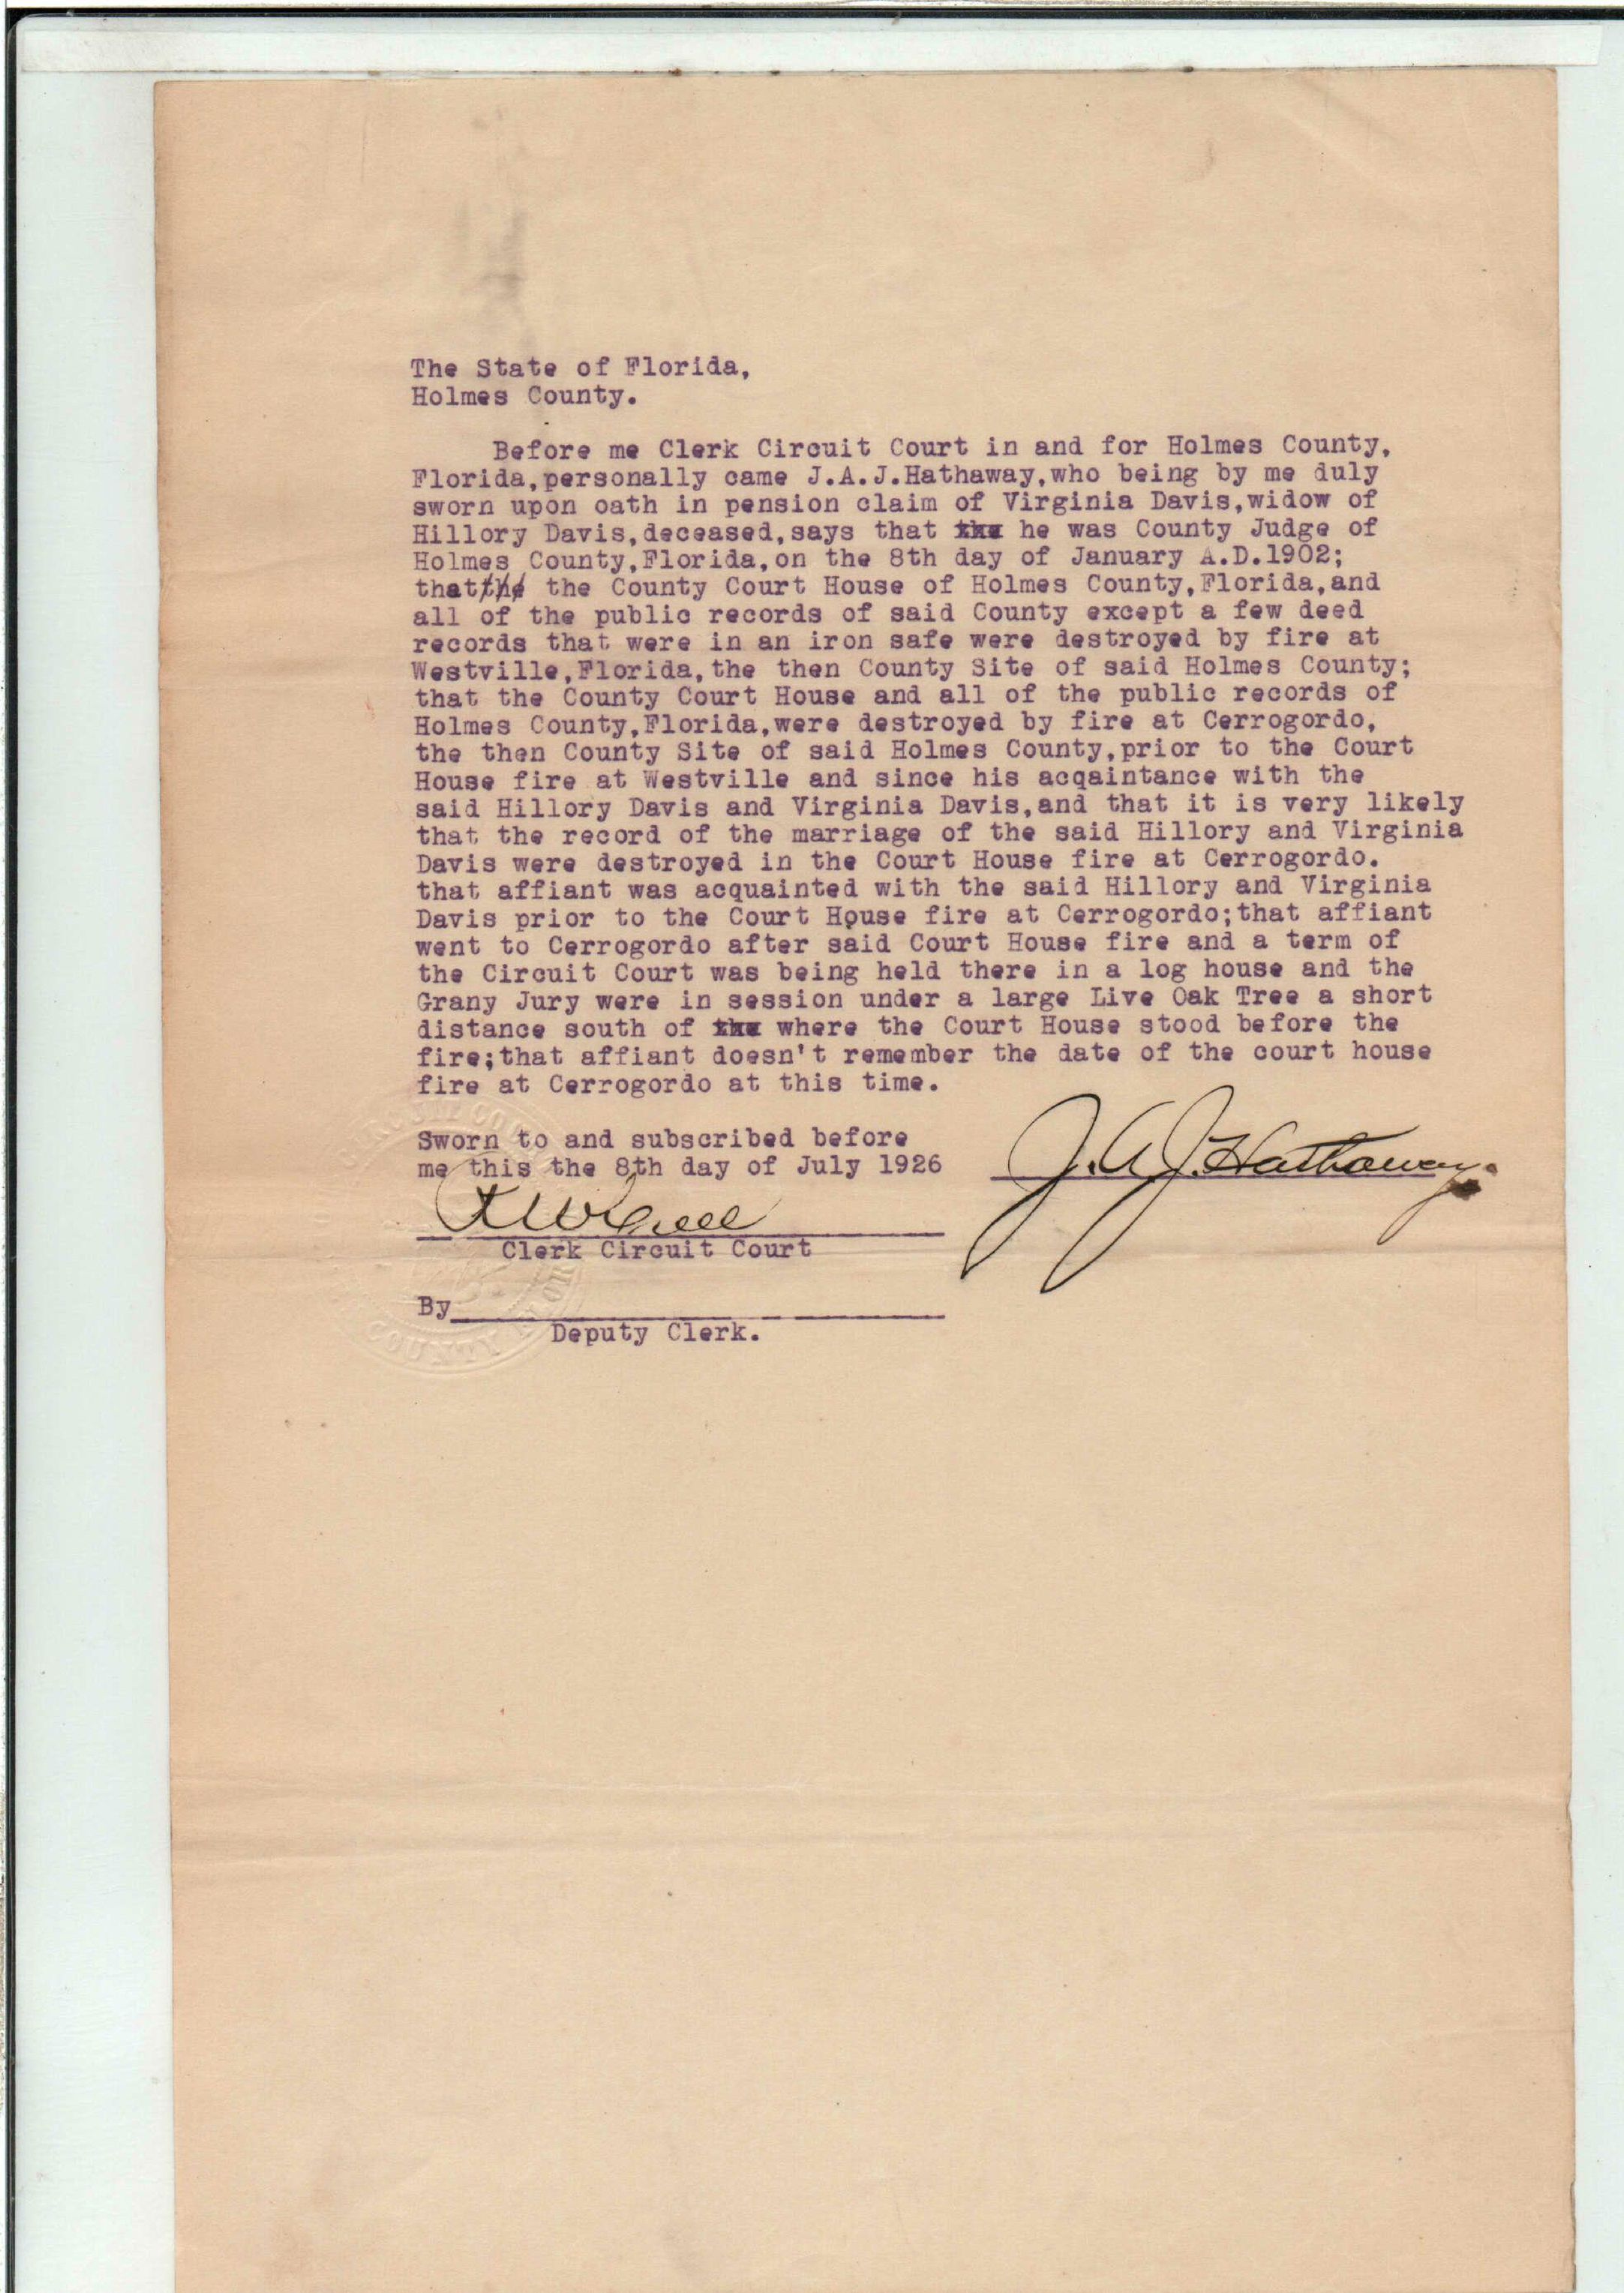 The State of Florida,
Holmes County.
Before me Clerk Circuit Court in and for Holmes County,
Florida,personally came J.A.J.Hathaway,who being by me duly
sworn upon oath in pension claim of Virginia Davis,widow of
Hillory Davis,deceased,says that he was County Judge of
Holmes County,Florida,on the 8th day of January A.D.1902;
that the the County Court House of Holmes County,Florida,and
all of the public records of said County except a few deed
records that were in an iron safe were destroyed by fire at
Westville,Florida,the then County Site of said Holmes County;
that the County Court House and all of the public records of
Holmes County,Florida,were destroyed by fire at Cerrogordo,
the then County Site of said Holmes County,prior to the Court
House fire at Westville and since his acqaintance with the
said Hillory Davis and Virginia Davis,and that it is very likely
that the record of the marriage of the said Hillory and Virginia
Davis were destroyed in the Court House fire at Cerrogordo.
that affiant was acquainted with the said Hillory and Virginia
Davis prior to the Court House fire at Cerrogordo;that affiant
went to Cerrogordo after said Court House fire and a term of
the Circuit Court was being held there in a log house and the
Grany Jury were in session under a large Live Oak Tree a short
distance south of where the Court House stood before the
fire;that affiant doesn't remember the date of the court house
fire at Cerrogordo at this time.
Sworn to and subscribed before
me this the 8th day of July 1926
J.A.J.Hathaway.
Clerk Circuit Court
By
Deputy Clerk.